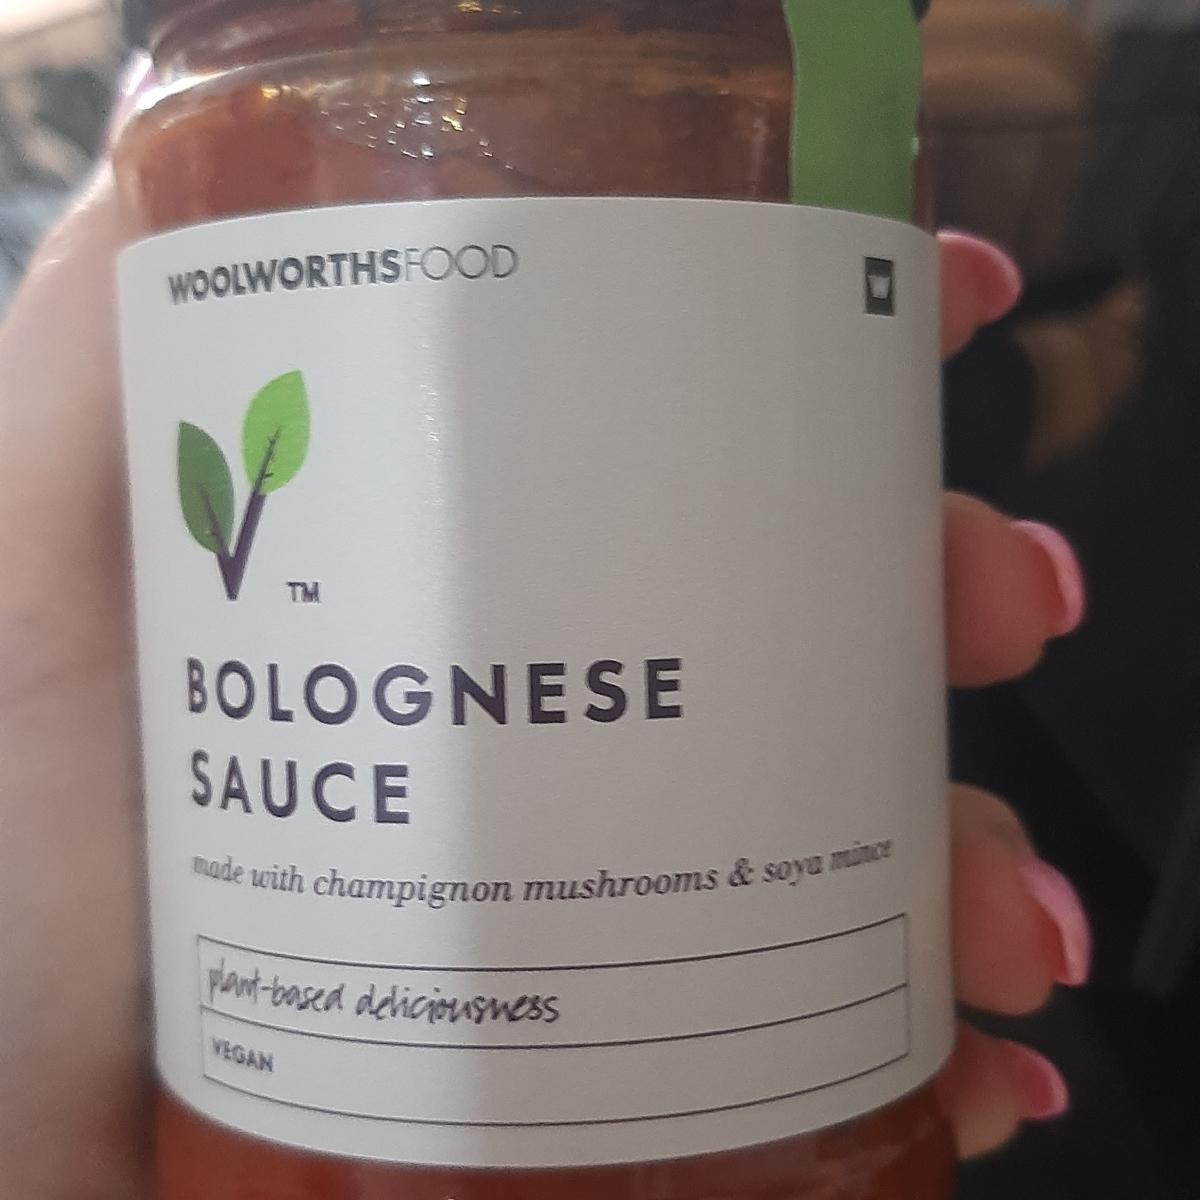 WOOLWORTHSFOOD
W
TM
BOLOGNESE
SAUCE
made with champignon mushrooms & soya mince
plant-based deliciousness
VEGAN